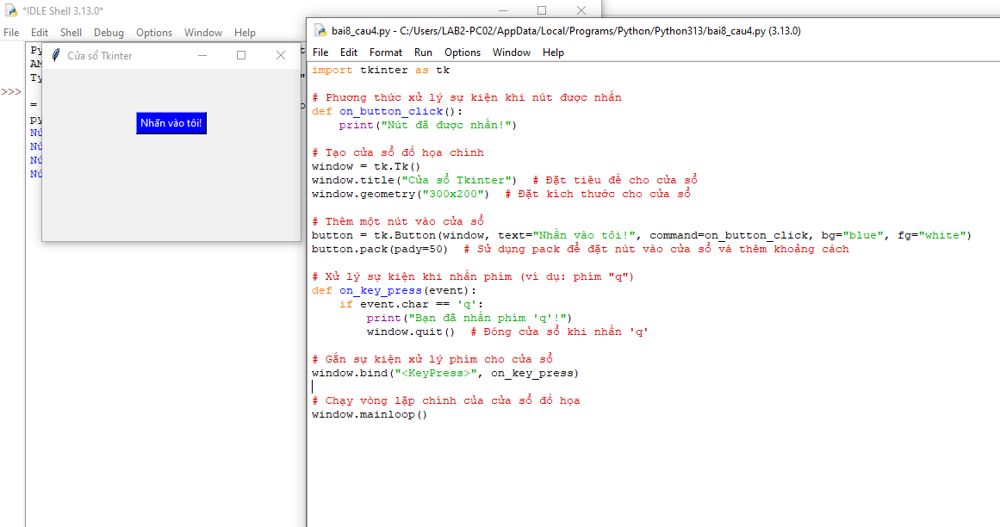 *IDLE Shell 3.13.0*
File Edit Shell Debug Options Window Help
>>>
=
Cửa sổ Tkinter
Nhấn vào tôi!
bai8_cau4.py - C:/Users/LAB2-PC02/AppData/Local/Programs/Python/Python313/bai8_cau4.py (3.13.0)
File Edit Format Run Options Window Help
import tkinter as tk
# Phương thức xử lý sự kiện khi nút được nhấn
def on_button_click():
    print("Nút đã được nhấn!")
# Tạo cửa sổ đồ họa chính
window = tk.Tk()
window.title("Cửa sổ Tkinter")  # Đặt tiêu đề cho cửa sổ
window.geometry("300x200")  # Đặt kích thước cho cửa sổ
# Thêm một nút vào cửa sổ
button = tk.Button(window, text="Nhấn vào tôi!", command=on_button_click, bg="blue", fg="white")
button.pack(pady=50)  # Sử dụng pack để đặt nút vào cửa sổ và thêm khoảng cách
# Xử lý sự kiện khi nhấn phím (ví dụ: phím "q")
def on_key_press(event):
    if event.char == 'q':
        print("Bạn đã nhấn phím 'q'!")
        window.quit()  # Đóng cửa sổ khi nhấn 'q'
# Gắn sự kiện xử lý phím cho cửa sổ
window.bind("<KeyPress>", on_key_press)
# Chạy vòng lặp chính của cửa sổ đồ họa
window.mainloop()